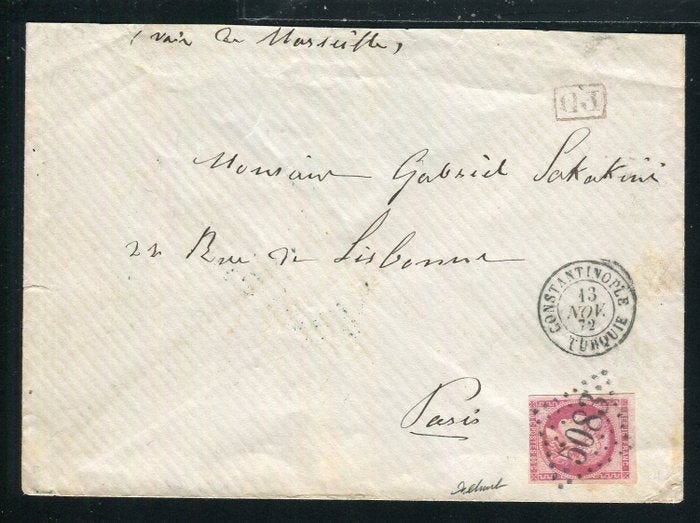 (voie de Marseille)
PD
Monsieur Gabriel Sakakini
22 Rue de Lisbonne
CONSTANTINOPLE
13
NOV.
72
TURQUIE
Paris
5083